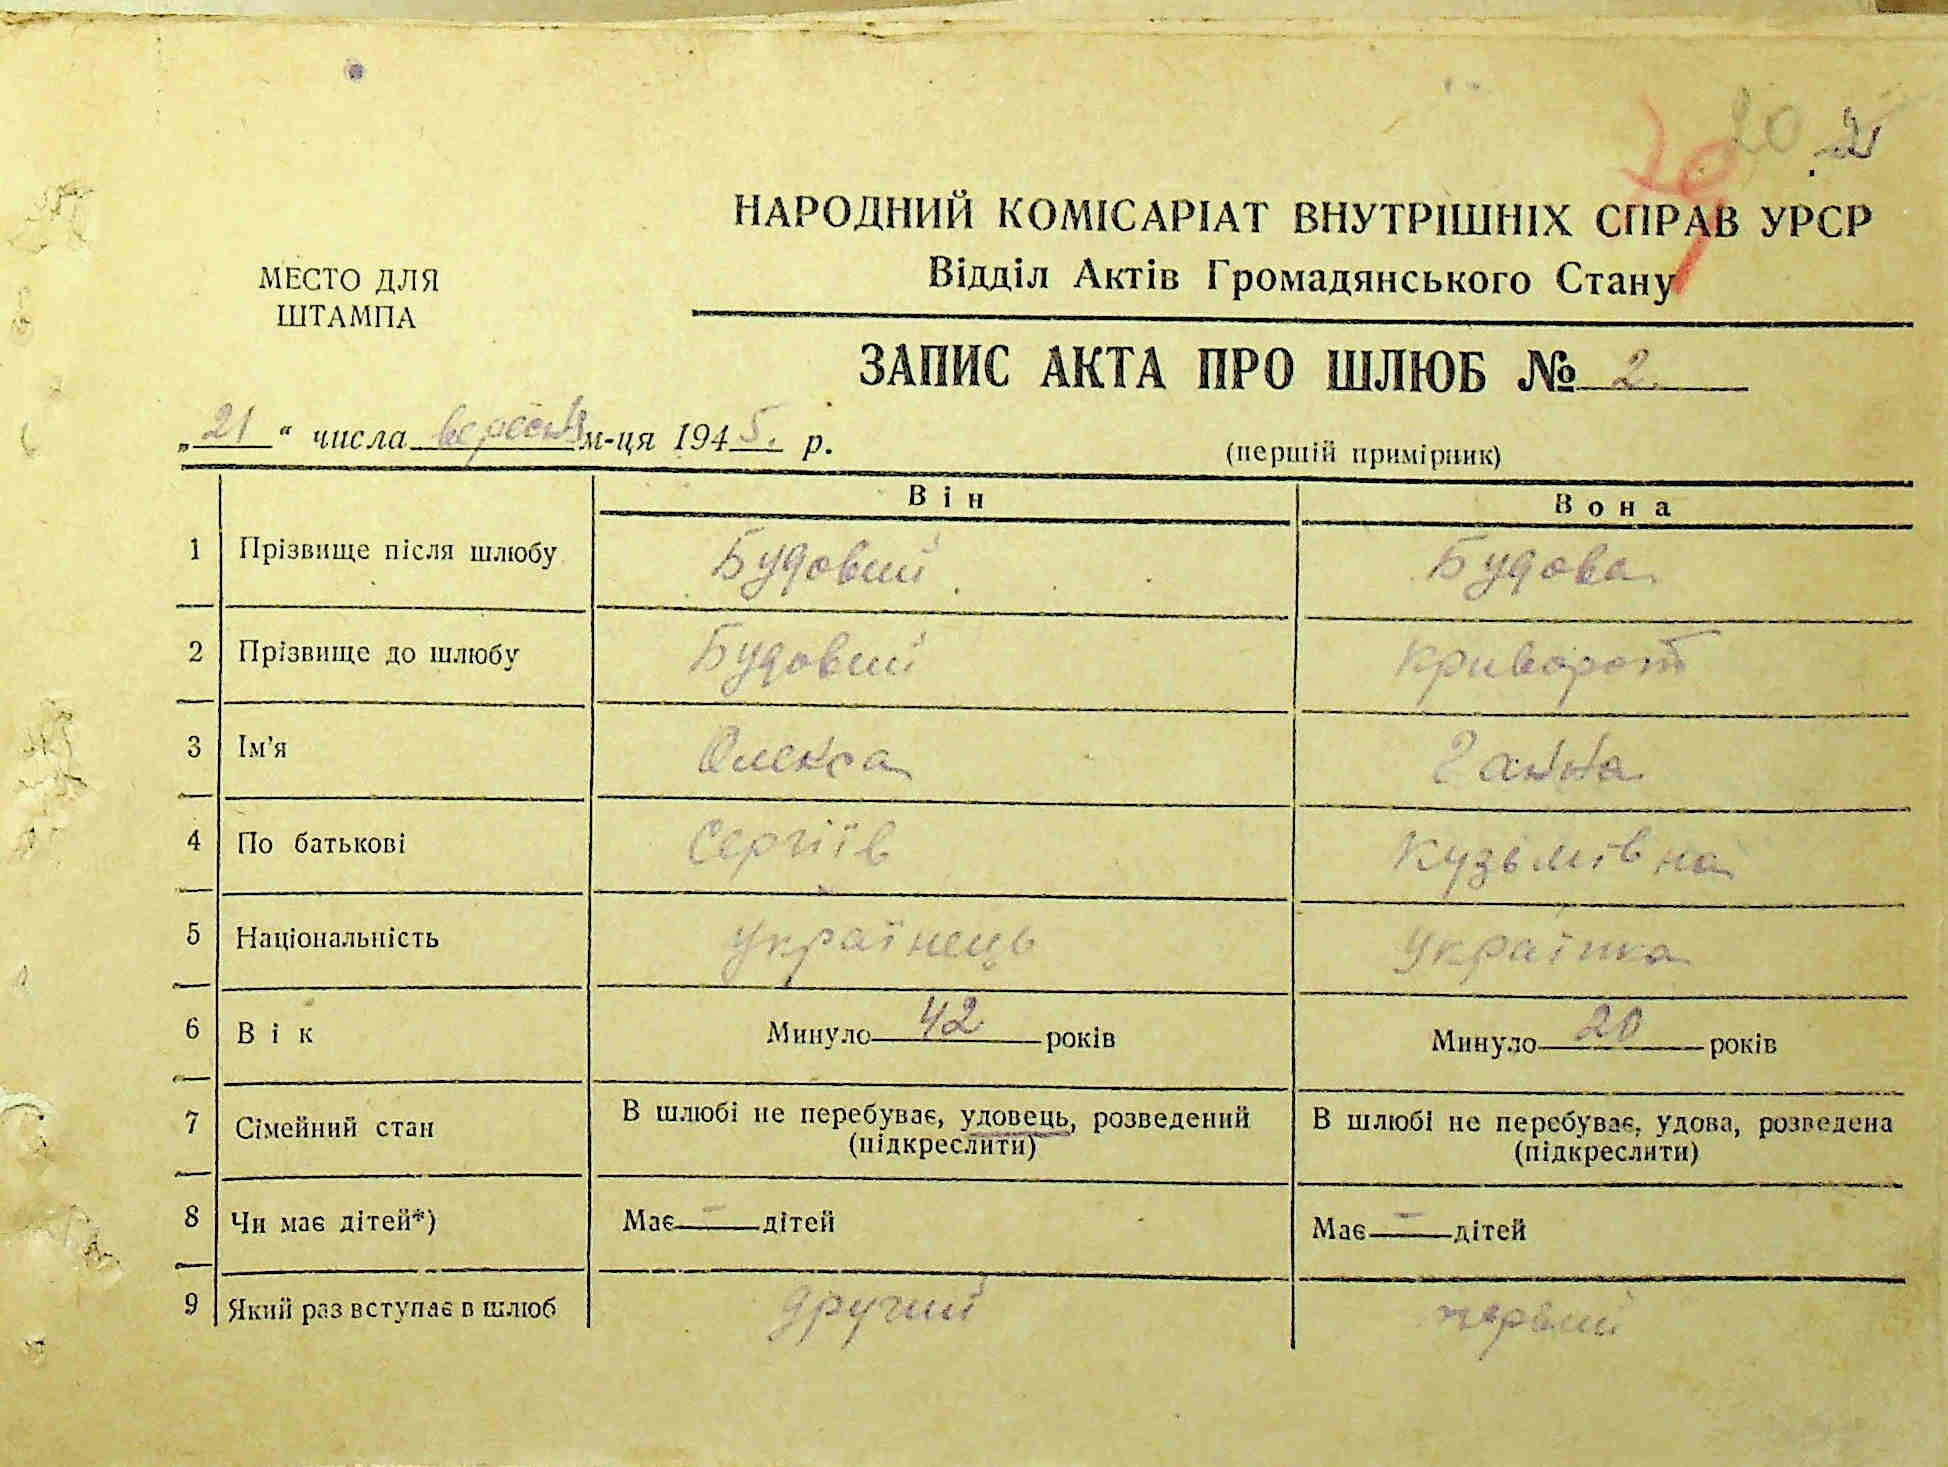 20 2
НАРОДНИЙ КОМІСАРІАТ ВНУТРІШНІХ СПРАВ УРСР
Відділ Актів Громадянського Стану
МЕСТО ДЛЯ
ШТАМПА
ЗАПИС АКТА ПРО ШЛЮБ № 2
„21“ числа вересня м-ця 1945. р.
(першій примірник)
Він Вона
1 Прізвище після шлюбу Будовий Будова
2 Прізвище до шлюбу Будовий Криворот
3 Ім'я Олекса Ганна
4 По батькові Сергіїв Кузьмівна
5 Національність Українець Українка
6 Вік Минуло 42 років Минуло 20 років
7 Сімейний стан В шлюбі не перебуває, удовець, розведений В шлюбі не перебуває, удова, розведена
(підкреслити) (підкреслити)
8 Чи має дітей*) Має — дітей Має — дітей
9 Який раз вступає в шлюб другий первий